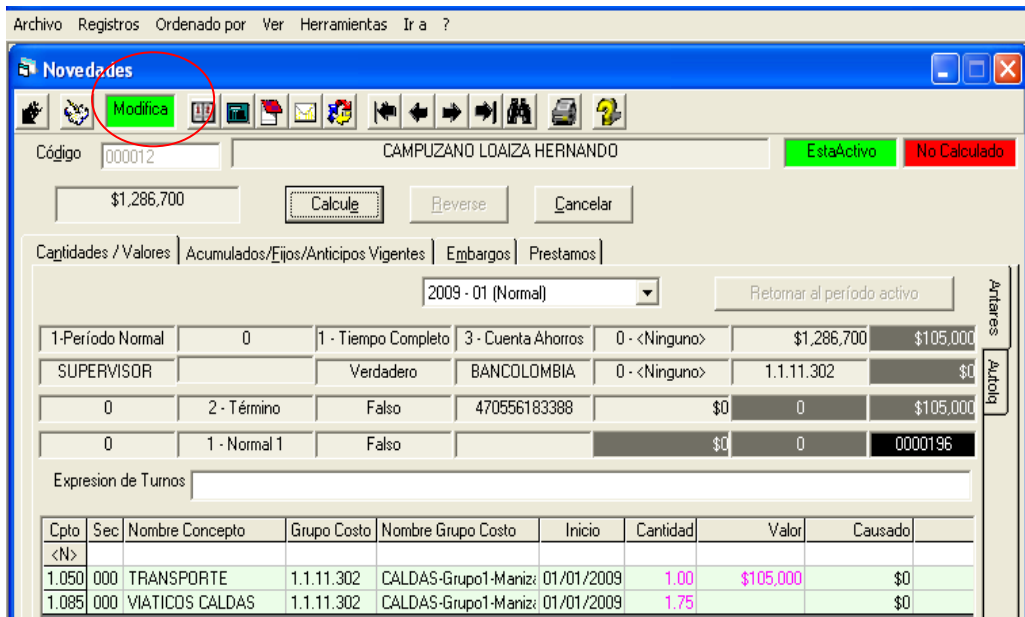 Archivo Registros Ordenado por Ver Herramientas Ir a ?
Novedades
Modifica
Código 000012 CAMPUZANO LOAIZA HERNANDO EstaActivo No Calculado
$1,286,700 Calcule Reverse Cancelar
Cantidades / Valores Acumulados/Fijos/Anticipos Vigentes Embargos Prestamos
2009 - 01 (Normal) Retornar al período activo
Antares
Autolq
1-Período Normal 0 1 - Tiempo Completo 3 - Cuenta Ahorros 0 - <Ninguno> $1,286,700 $105,000
SUPERVISOR Verdadero BANCOLOMBIA 0 - <Ninguno> 1.1.11.302 $0
0 2 - Término Falso 470556183388 $0 0 $105,000
0 1 - Normal 1 Falso $0 0 0000196
Expresion de Turnos
Cpto Sec Nombre Concepto Grupo Costo Nombre Grupo Costo Inicio Cantidad Valor Causado
<N>
1.050 000 TRANSPORTE 1.1.11.302 CALDAS-Grupo1-Maniz 01/01/2009 1.00 $105,000 $0
1.085 000 VIATICOS CALDAS 1.1.11.302 CALDAS-Grupo1-Maniz 01/01/2009 1.75 $0